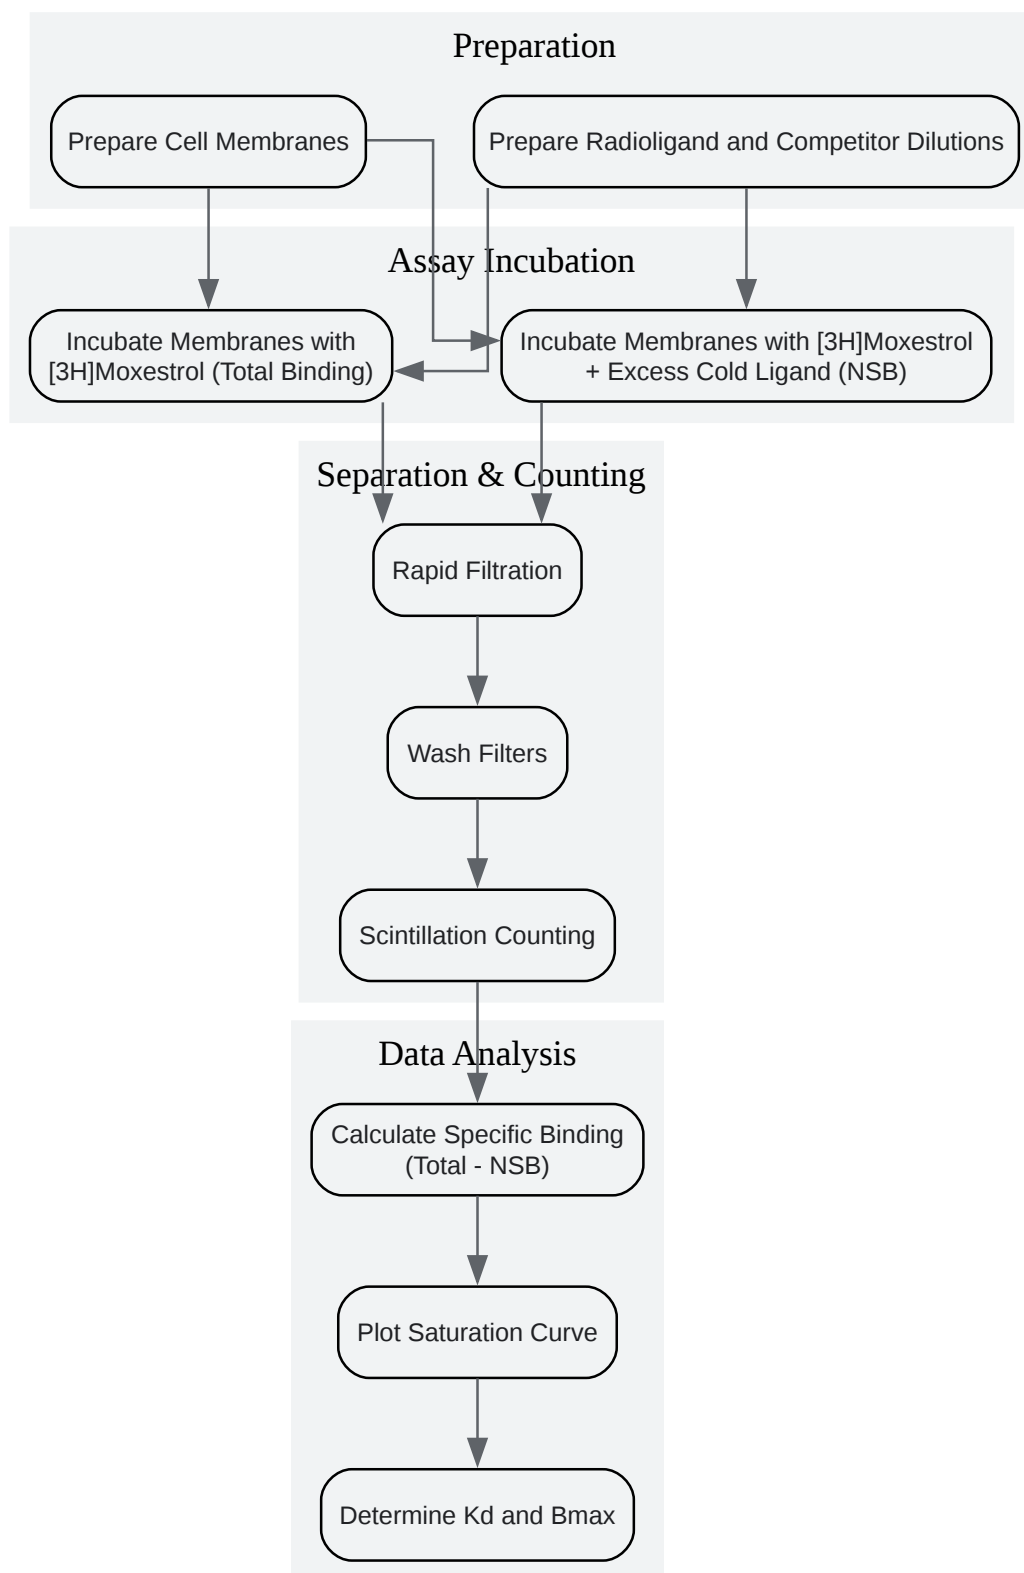 Preparation
Prepare Cell Membranes
Prepare Radioligand and Competitor Dilutions
Assay Incubation
Incubate Membranes with
[3H]Moxestrol (Total Binding)
Incubate Membranes with [3H]Moxestrol
+ Excess Cold Ligand (NSB)
Separation & Counting
Rapid Filtration
Wash Filters
Scintillation Counting
Data Analysis
Calculate Specific Binding
(Total - NSB)
Plot Saturation Curve
Determine Kd and Bmax